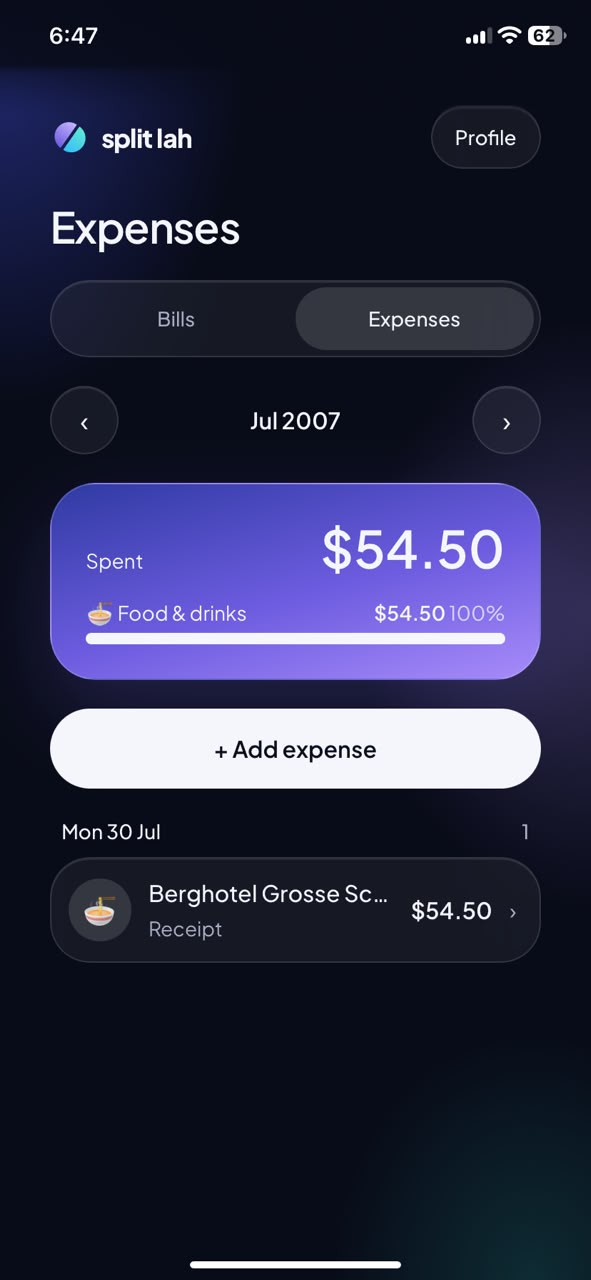 6:47
62
split lah
Profile
Expenses
Bills
Expenses
‹
Jul 2007
›
Spent
$54.50
🍜 Food & drinks
$54.50 100%
+ Add expense
Mon 30 Jul
1
Berghotel Grosse Sc...
$54.50 ›
Receipt